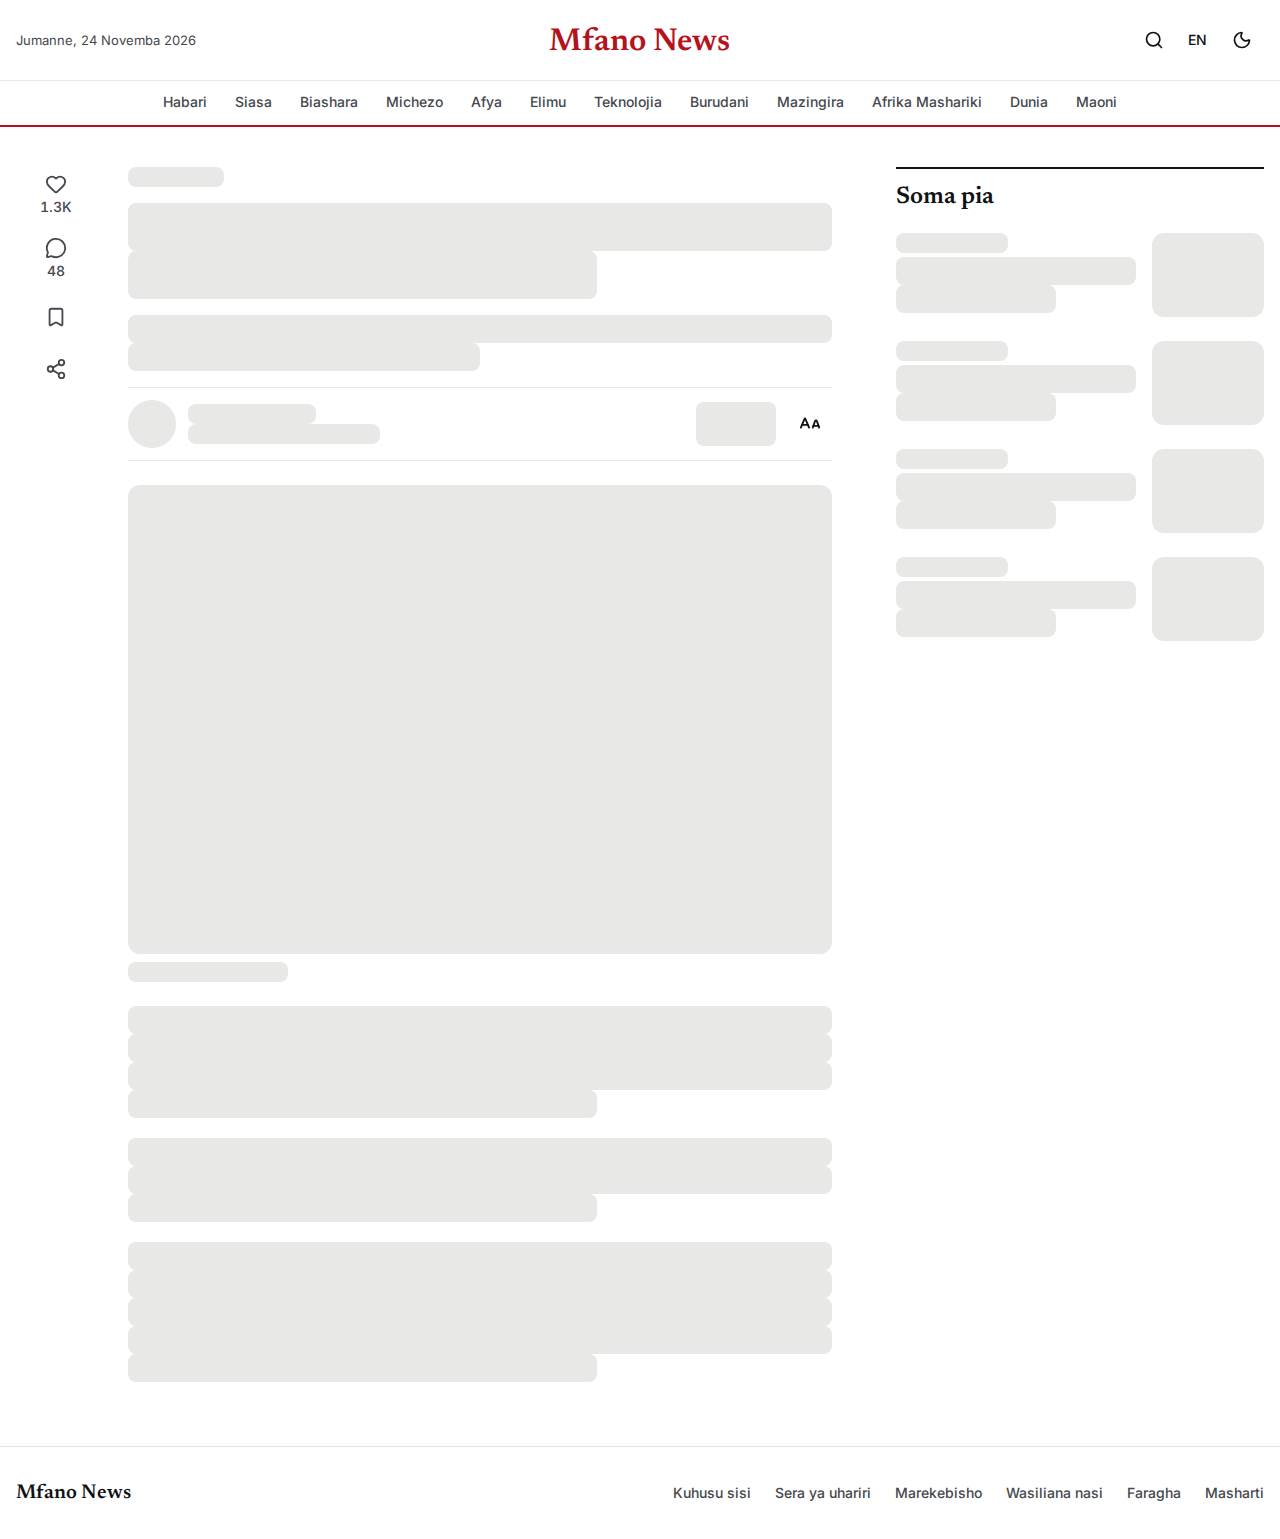 Jumanne, 24 Novemba 2026
Mfano News
EN
Habari Siasa Biashara Michezo Afya Elimu Teknolojia Burudani Mazingira Afrika Mashariki Dunia Maoni
1.3K
48
AA
Soma pia
Mfano News
Kuhusu sisi Sera ya uhariri Marekebisho Wasiliana nasi Faragha Masharti